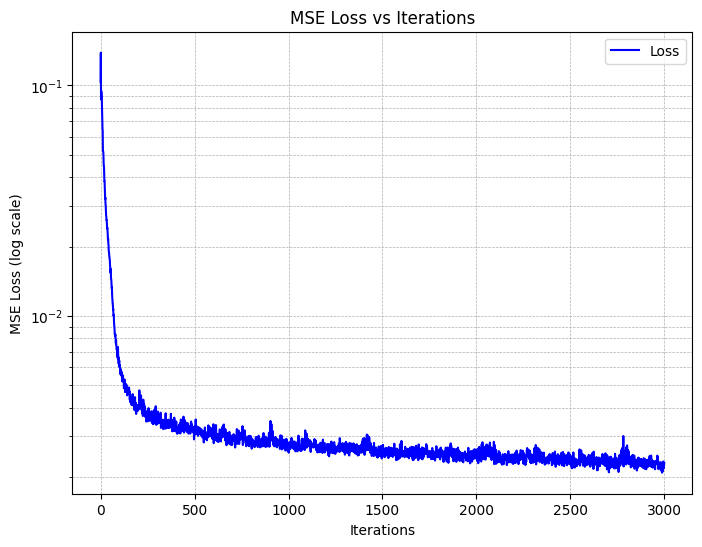 MSE Loss vs Iterations
Loss
10⁻¹
10⁻²
MSE Loss (log scale)
0 500 1000 1500 2000 2500 3000
Iterations